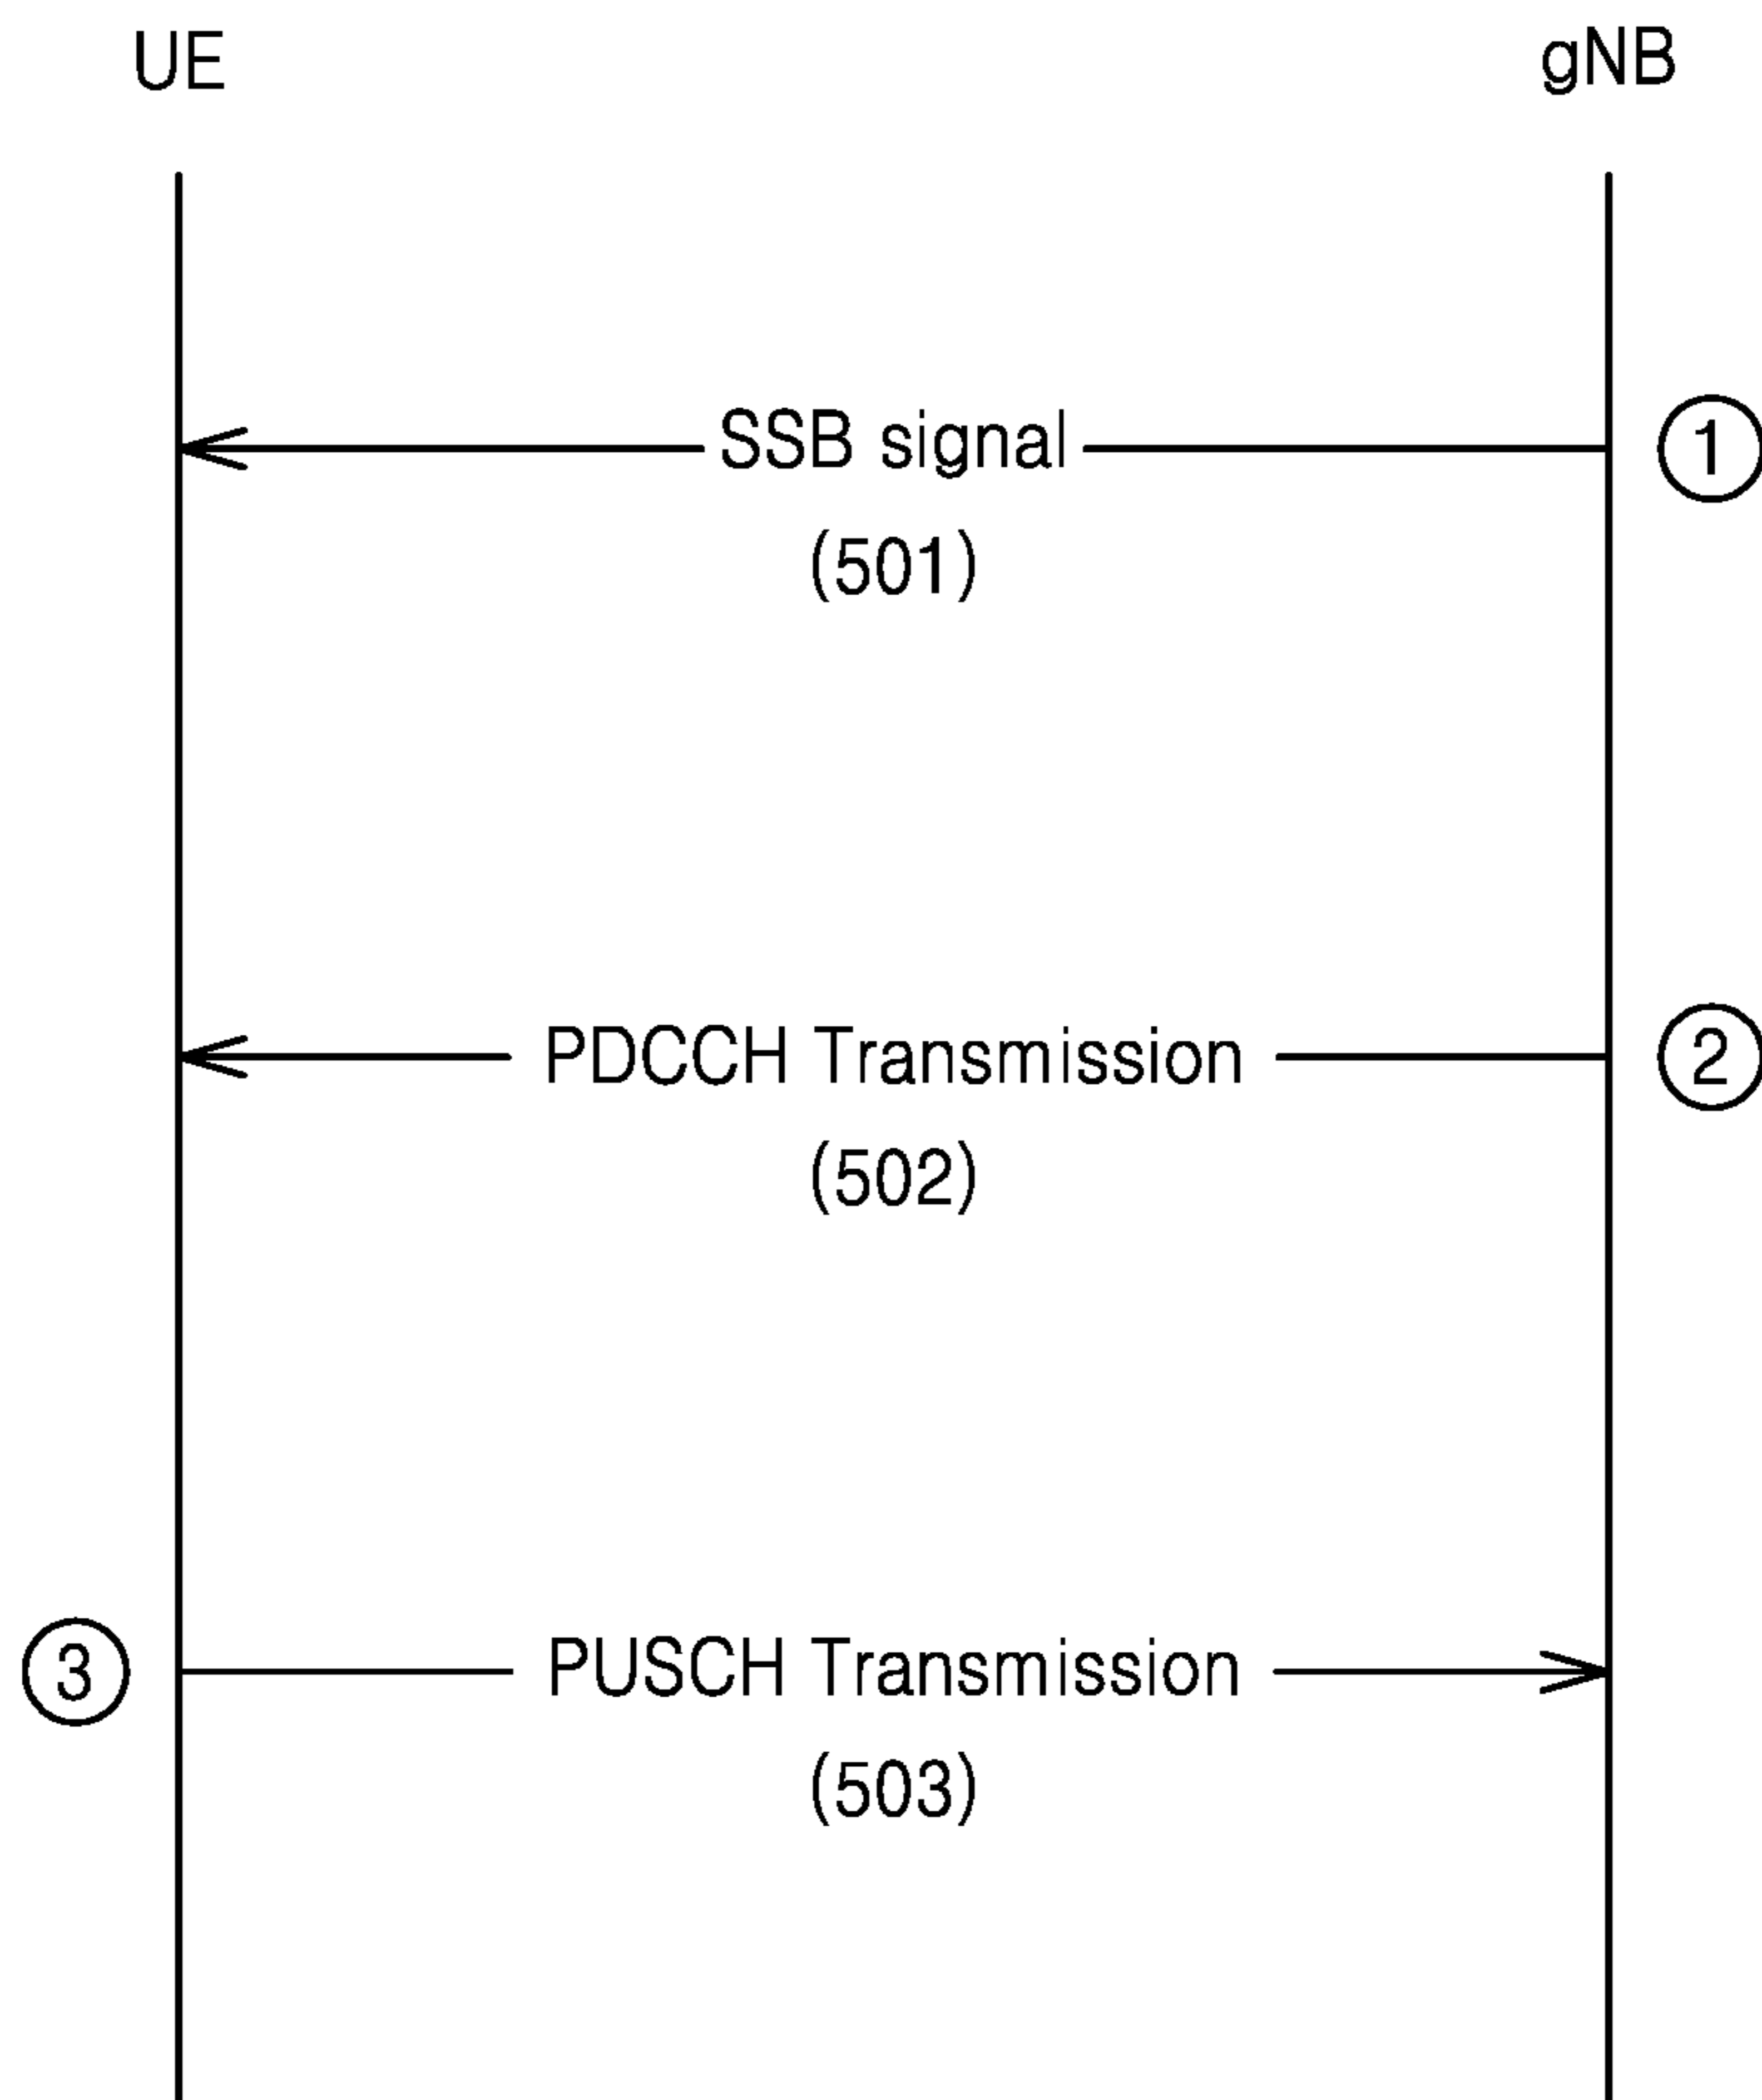 UE gNB
SSB signal ①
(501)
PDCCH Transmission ②
(502)
③ PUSCH Transmission
(503)